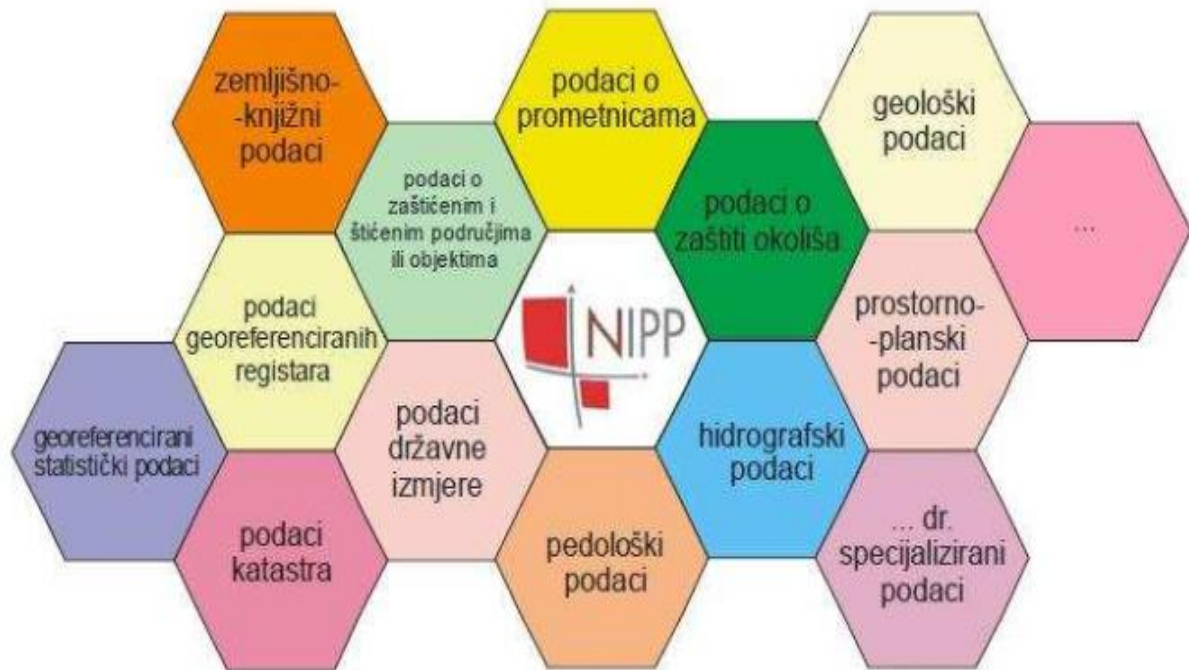 zemljišno-
-knjižni
podaci
podaci o
prometnicama
geološki
podaci
podaci o
zaštićenim i
štićenim područjima
ili objektima
podaci o
zaštiti okoliša
...
podaci
georeferenciranih
registara
NIPP
prostorno-
-planski
podaci
georeferencirani
statistički podaci
podaci
državne
izmjere
hidrografski
podaci
podaci
katastra
pedološki
podaci
... dr.
specijalizirani
podaci